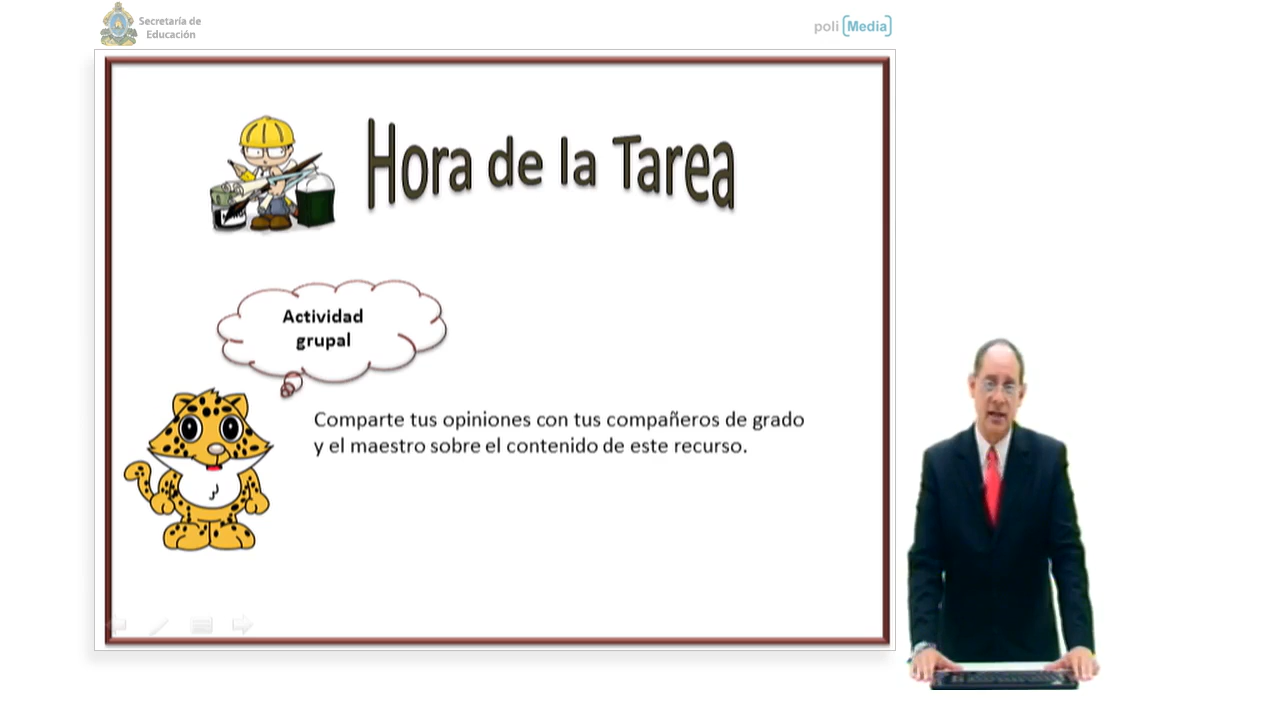 Secretaría de
Educación
poli [Media]
Hora de la Tarea
Actividad
grupal
Comparte tus opiniones con tus compañeros de grado
y el maestro sobre el contenido de este recurso.